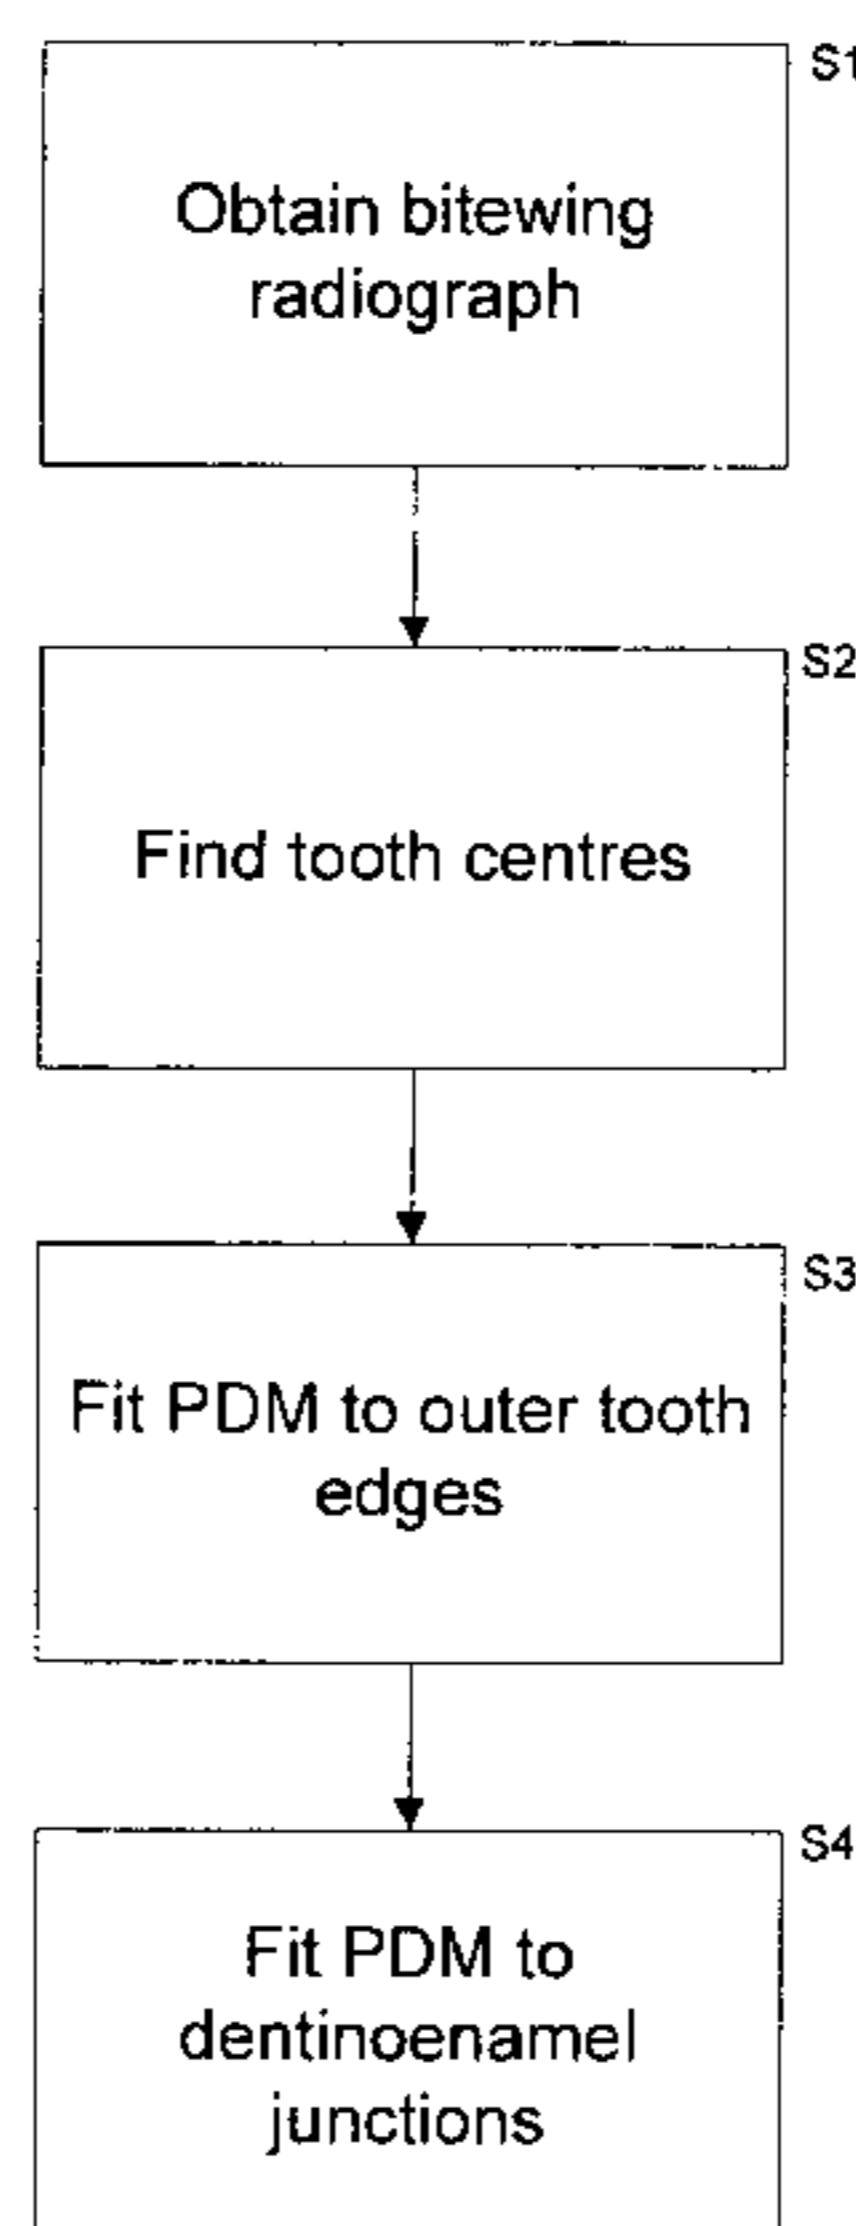 S1
Obtain bitewing
radiograph
S2
Find tooth centres
S3
Fit PDM to outer tooth
edges
S4
Fit PDM to
dentinoenamel
junctions